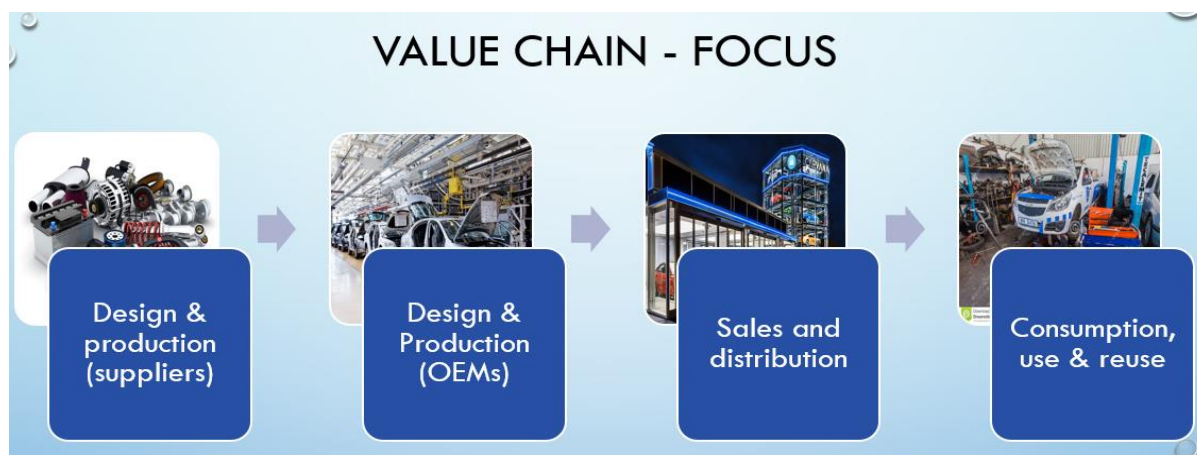 VALUE CHAIN - FOCUS
Design &
production
(suppliers)
Design &
Production
(OEMs)
Sales and
distribution
Consumption,
use & reuse